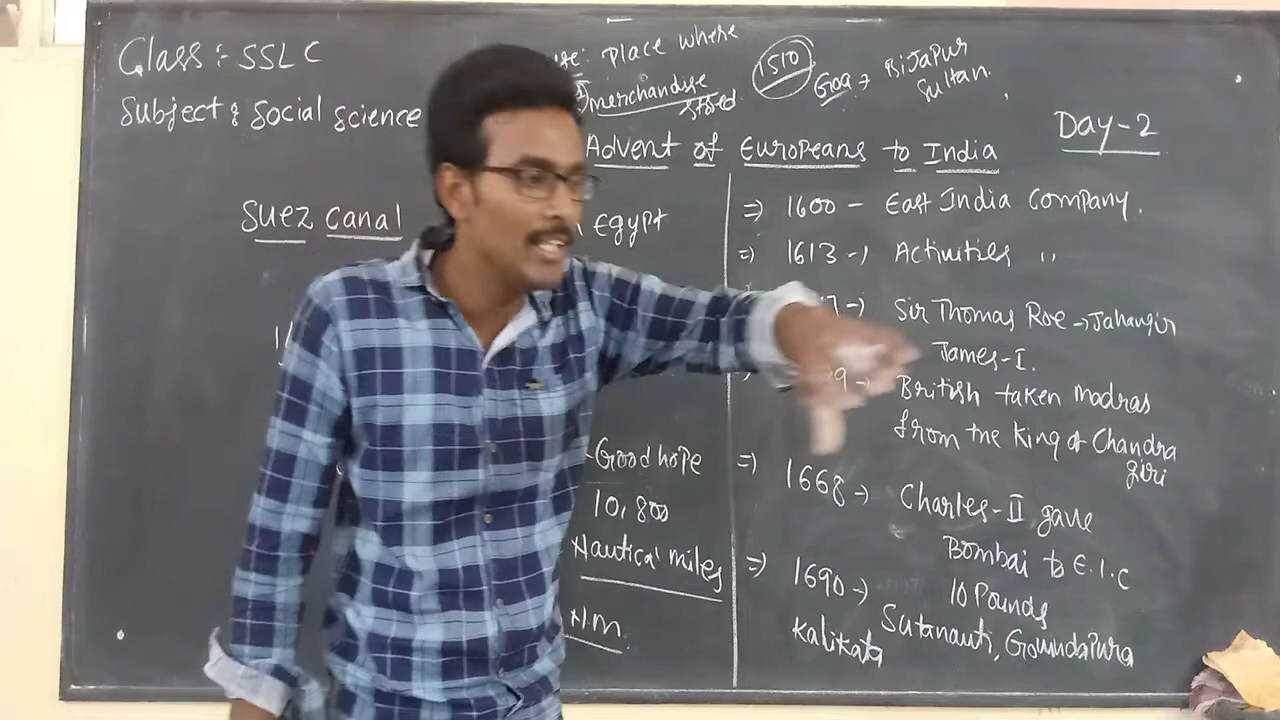 Class :- SSLC
Subject : Social Science
Place where
merchandise
stored
1510
Goa → Bijapur
Sultan.
Day-2
Advent of Europeans to India
Suez canal
Egypt
Good hope
10,800
Nautical miles
N.M.
⇒ 1600 - East India Company.
⇒ 1613 → Activities "
Sir Thomas Roe → Jahangir
James-I.
British taken madras
from the King of Chandra
giri
⇒ 1668 → Charles-II gave
Bombai to E.I.C
10 Pounds
⇒ 1690 → Sutanauti, Govindapura
Kalikata